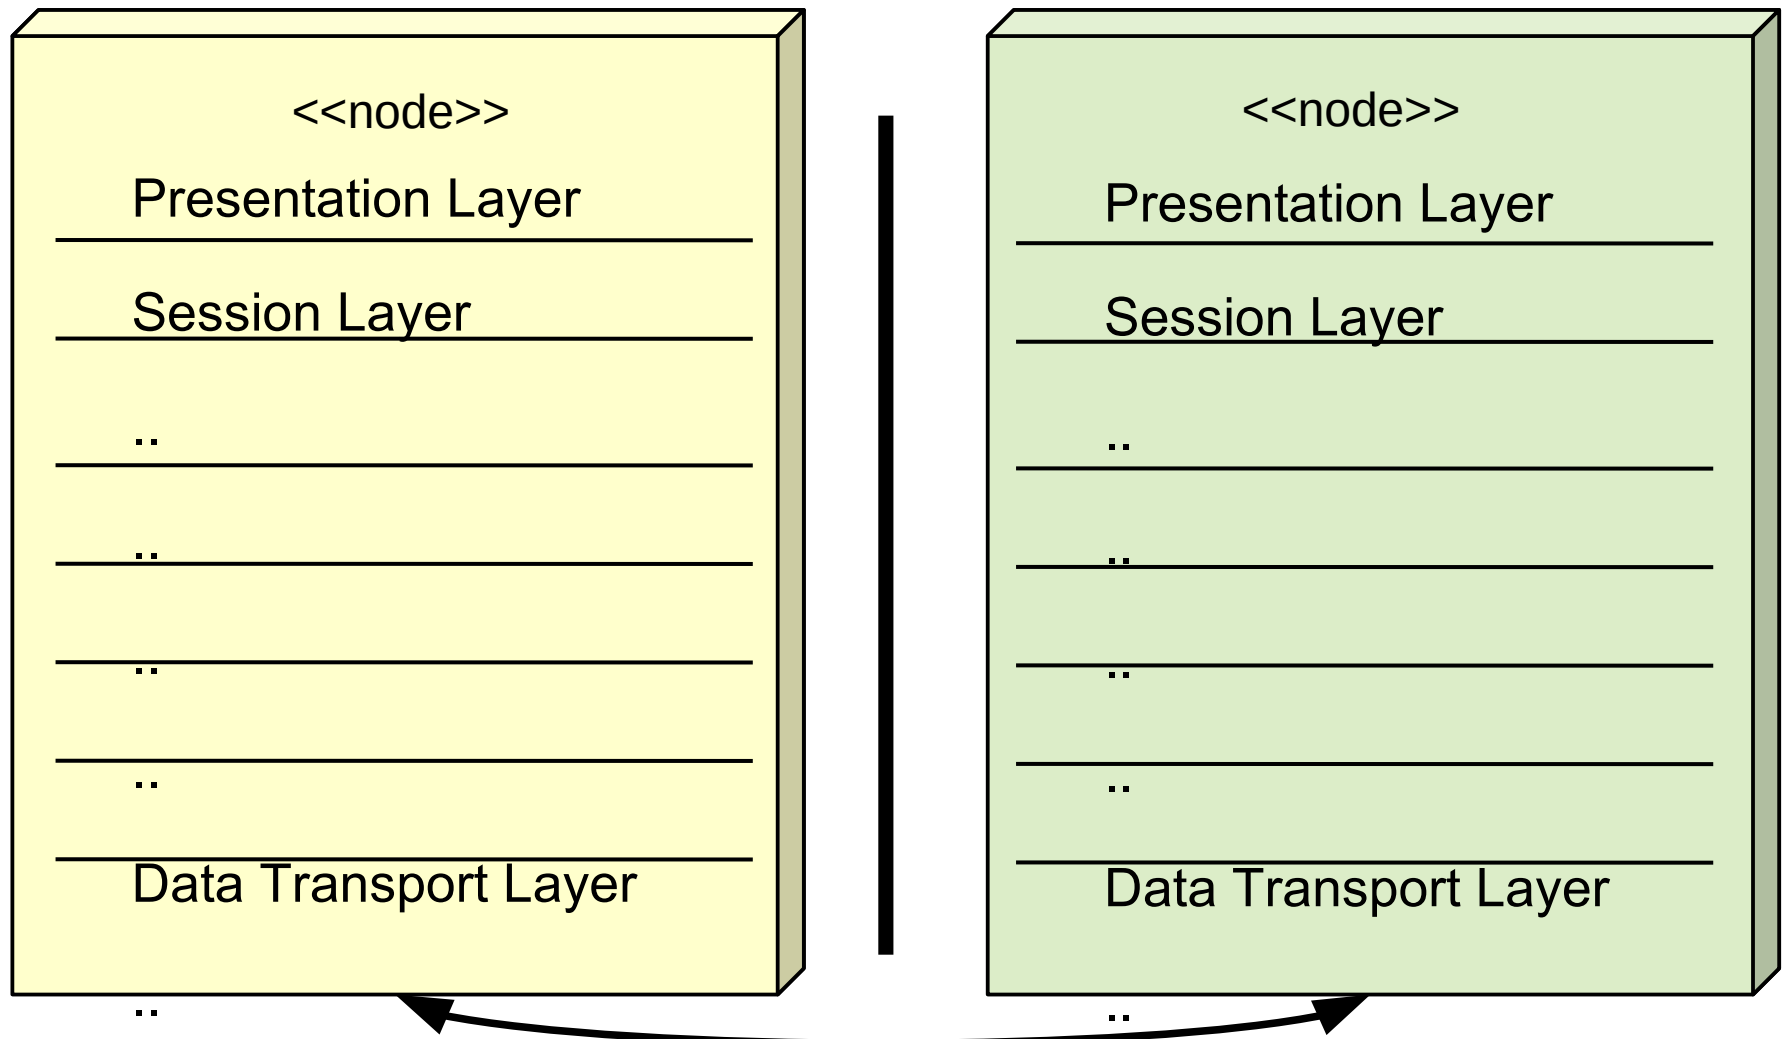 <<node>>
Presentation Layer
Session Layer
..
..
..
..
Data Transport Layer
..
<<node>>
Presentation Layer
Session Layer
..
..
..
..
Data Transport Layer
..